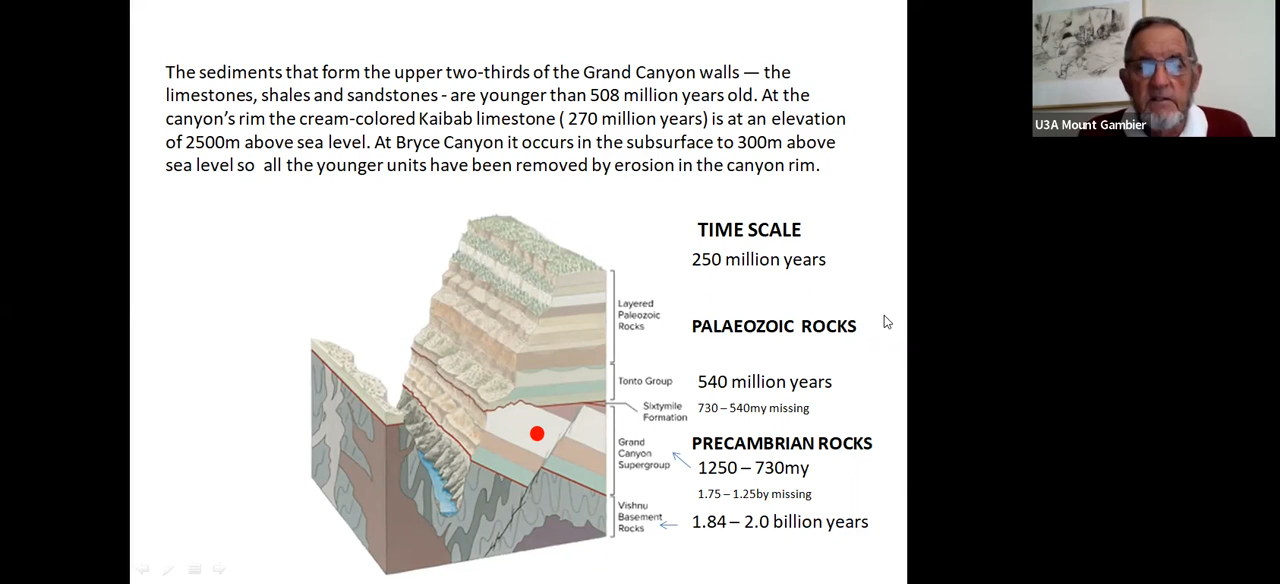 The sediments that form the upper two-thirds of the Grand Canyon walls — the
limestones, shales and sandstones - are younger than 508 million years old. At the
canyon's rim the cream-colored Kaibab limestone ( 270 million years) is at an elevation
of 2500m above sea level. At Bryce Canyon it occurs in the subsurface to 300m above
sea level so  all the younger units have been removed by erosion in the canyon rim.
U3A Mount Gambier
TIME SCALE
250 million years
Layered
Paleozoic
Rocks
PALAEOZOIC ROCKS
Tonto Group
540 million years
Sixtymile
Formation
730 – 540my missing
Grand
Canyon
Supergroup
PRECAMBRIAN ROCKS
1250 – 730my
1.75 – 1.25by missing
Vishnu
Basement
Rocks
1.84 – 2.0 billion years